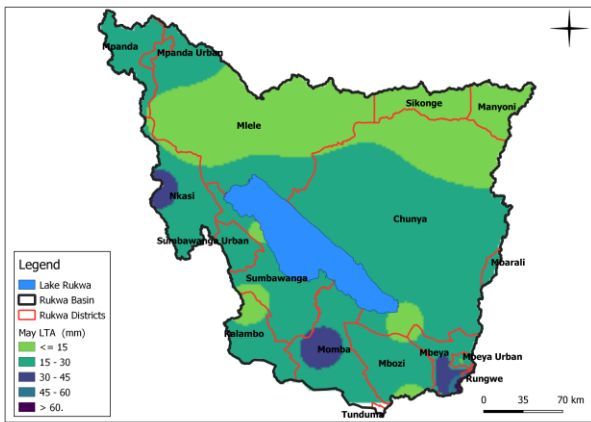 Mpanda
Mpanda Urban
Sikonge
Manyoni
Mlele
Nkasi
Chunya
Sumbawanga Urban
Mbarali
Sumbawanga
Kalambo
Momba
Mbozi
Mbeya
Mbeya Urban
Rungwe
Tunduma
Legend
Lake Rukwa
Rukwa Basin
Rukwa Districts
May LTA (mm)
<= 15
15 - 30
30 - 45
45 - 60
> 60.
0 35 70 km